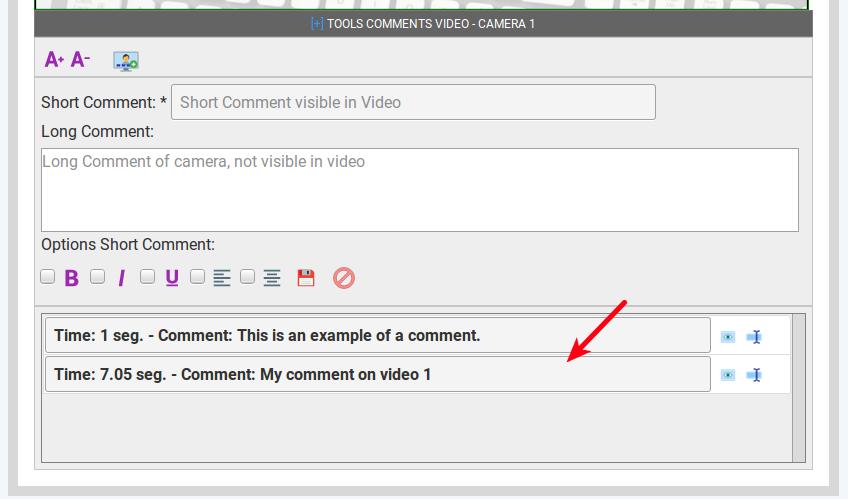 [+] TOOLS COMMENTS VIDEO - CAMERA 1
A+ A-
Short Comment: * Short Comment visible in Video
Long Comment:
Long Comment of camera, not visible in video
Options Short Comment:
B I U
Time: 1 seg. - Comment: This is an example of a comment.
Time: 7.05 seg. - Comment: My comment on video 1